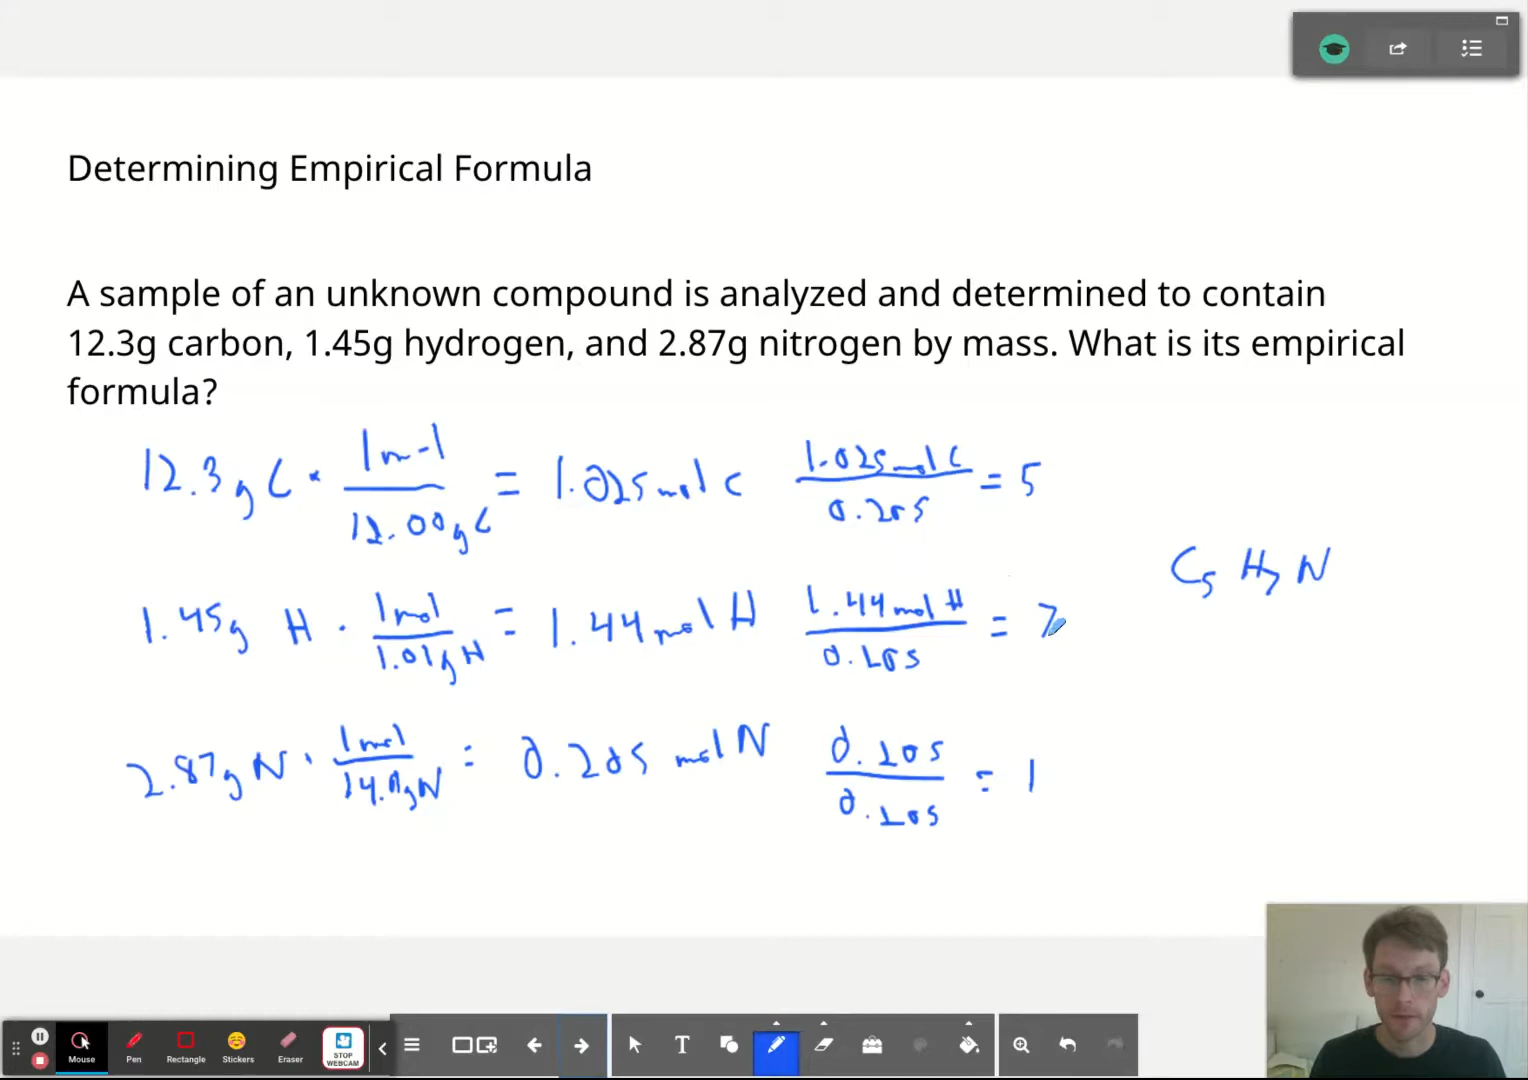 Determining Empirical Formula
A sample of an unknown compound is analyzed and determined to contain
12.3g carbon, 1.45g hydrogen, and 2.87g nitrogen by mass. What is its empirical
formula?
12.3 g C · 1 mol / 12.00 g C = 1.025 mol C 1.025 mol C / 0.205 = 5
C5 H7 N
1.45g H · 1 mol / 1.01 g H = 1.44 mol H 1.44 mol H / 0.205 = 7
2.87g N · 1 mol / 14.0 g N = 0.205 mol N 0.205 / 0.205 = 1
Mouse Pen Rectangle Stickers Eraser STOP WEBCAM
T